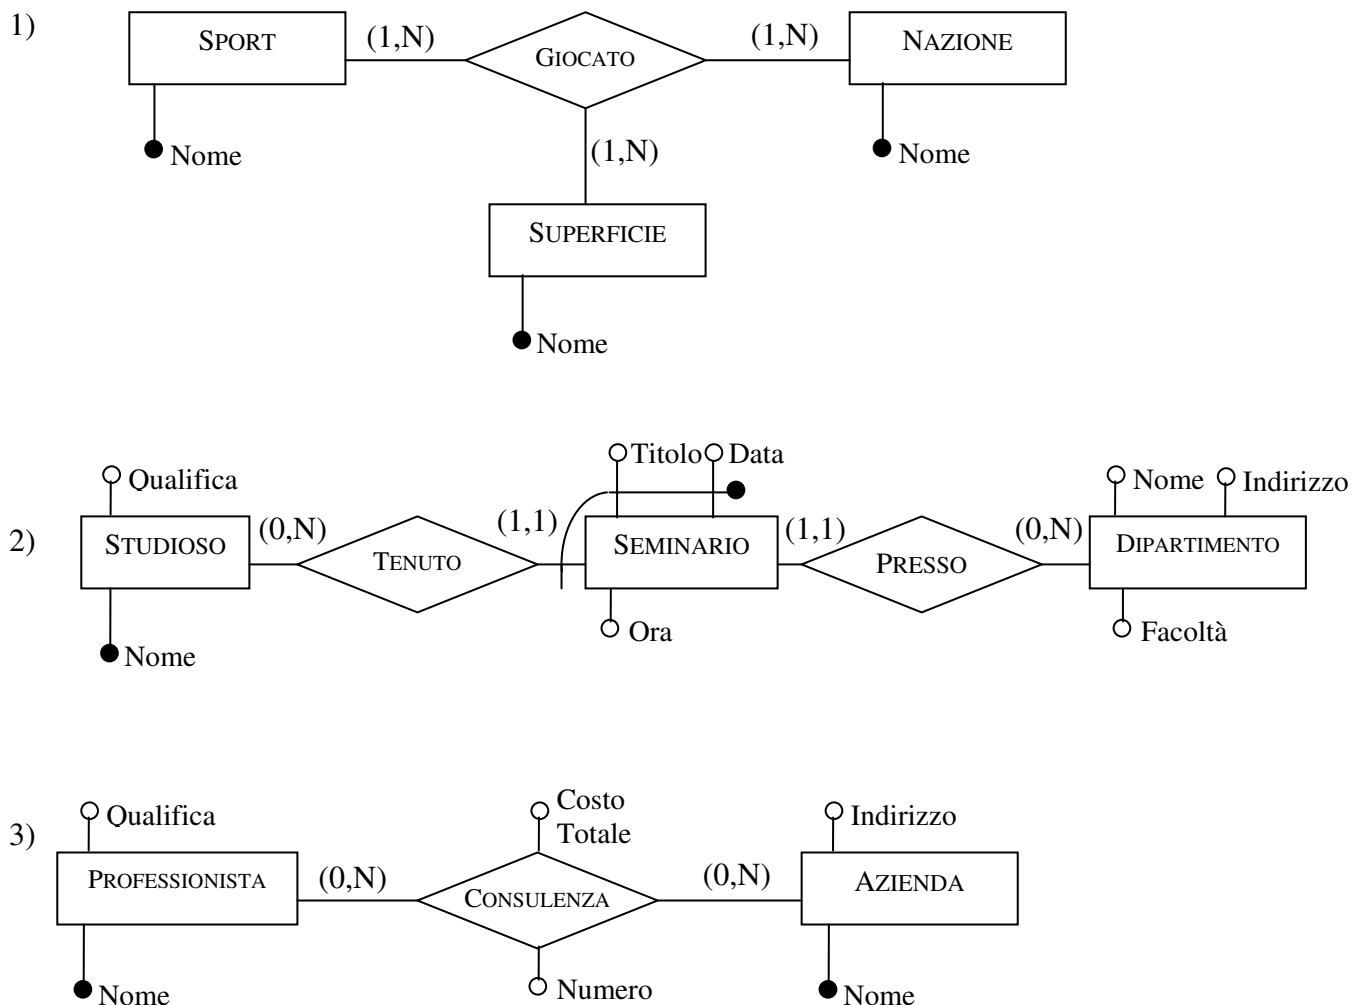 1)
SPORT (1,N) GIOCATO (1,N) NAZIONE
Nome (1,N) Nome
SUPERFICIE
Nome
Titolo Data
Qualifica Nome Indirizzo
2) STUDIOSO (0,N) TENUTO (1,1) SEMINARIO (1,1) PRESSO (0,N) DIPARTIMENTO
Ora Facoltà
Nome
Qualifica Costo Indirizzo
Totale
3)
PROFESSIONISTA (0,N) CONSULENZA (0,N) AZIENDA
Nome Numero Nome